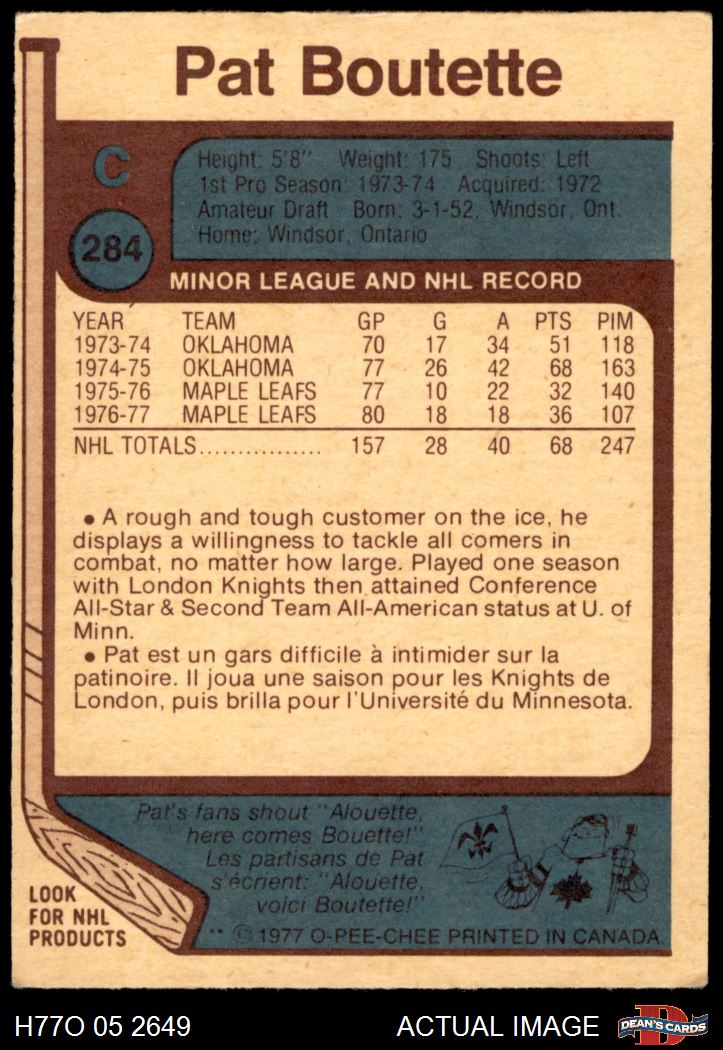 Pat Boutette
C
284
Height: 5'8" Weight: 175 Shoots: Left
1st Pro Season: 1973-74 Acquired: 1972
Amateur Draft Born: 3-1-52, Windsor, Ont.
Home: Windsor, Ontario
MINOR LEAGUE AND NHL RECORD
YEAR TEAM GP G A PTS PIM
1973-74 OKLAHOMA 70 17 34 51 118
1974-75 OKLAHOMA 77 26 42 68 163
1975-76 MAPLE LEAFS 77 10 22 32 140
1976-77 MAPLE LEAFS 80 18 18 36 107
NHL TOTALS................ 157 28 40 68 247
• A rough and tough customer on the ice, he
displays a willingness to tackle all comers in
combat, no matter how large. Played one season
with London Knights then attained Conference
All-Star & Second Team All-American status at U. of
Minn.
• Pat est un gars difficile à intimider sur la
patinoire. Il joua une saison pour les Knights de
London, puis brilla pour l'Université du Minnesota.
Pat's fans shout "Alouette,
here comes Bouette!"
Les partisans de Pat
s'écrient: "Alouette,
voici Boutette!"
LOOK
FOR NHL
PRODUCTS
** © 1977 O-PEE-CHEE PRINTED IN CANADA
H77O 05 2649
ACTUAL IMAGE
D
DEAN'S CARDS